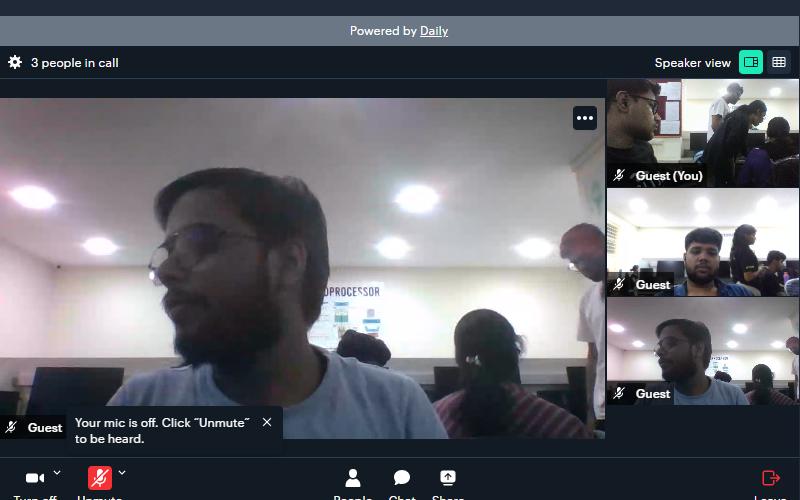 Powered by Daily
3 people in call
Speaker view
Guest (You)
Guest
OPROCESSOR
Guest
Guest
Your mic is off. Click "Unmute"
to be heard.
Turn off
Unmute
People
Chat
Share
Leave